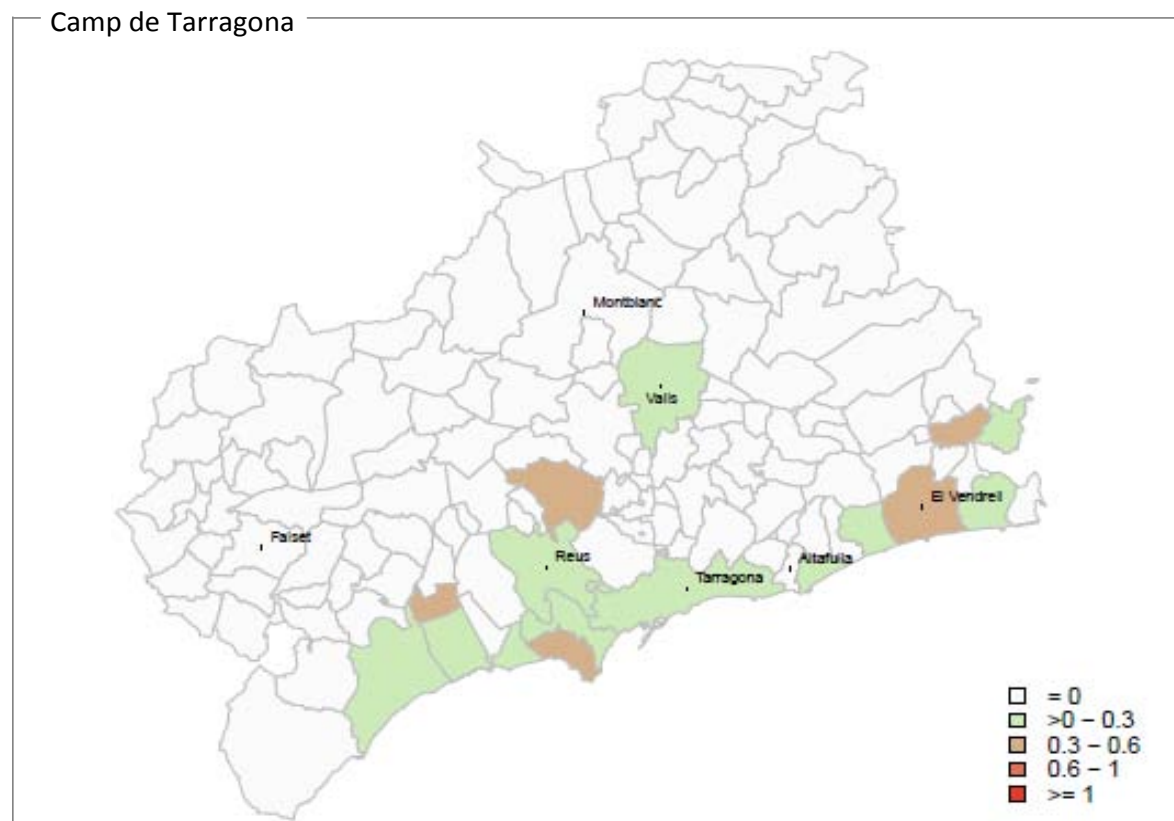 Camp de Tarragona
Montblanc
Valls
El Vendrell
Falset
Reus
Altafulla
Tarragona
= 0
>0 – 0.3
0.3 – 0.6
0.6 – 1
>= 1